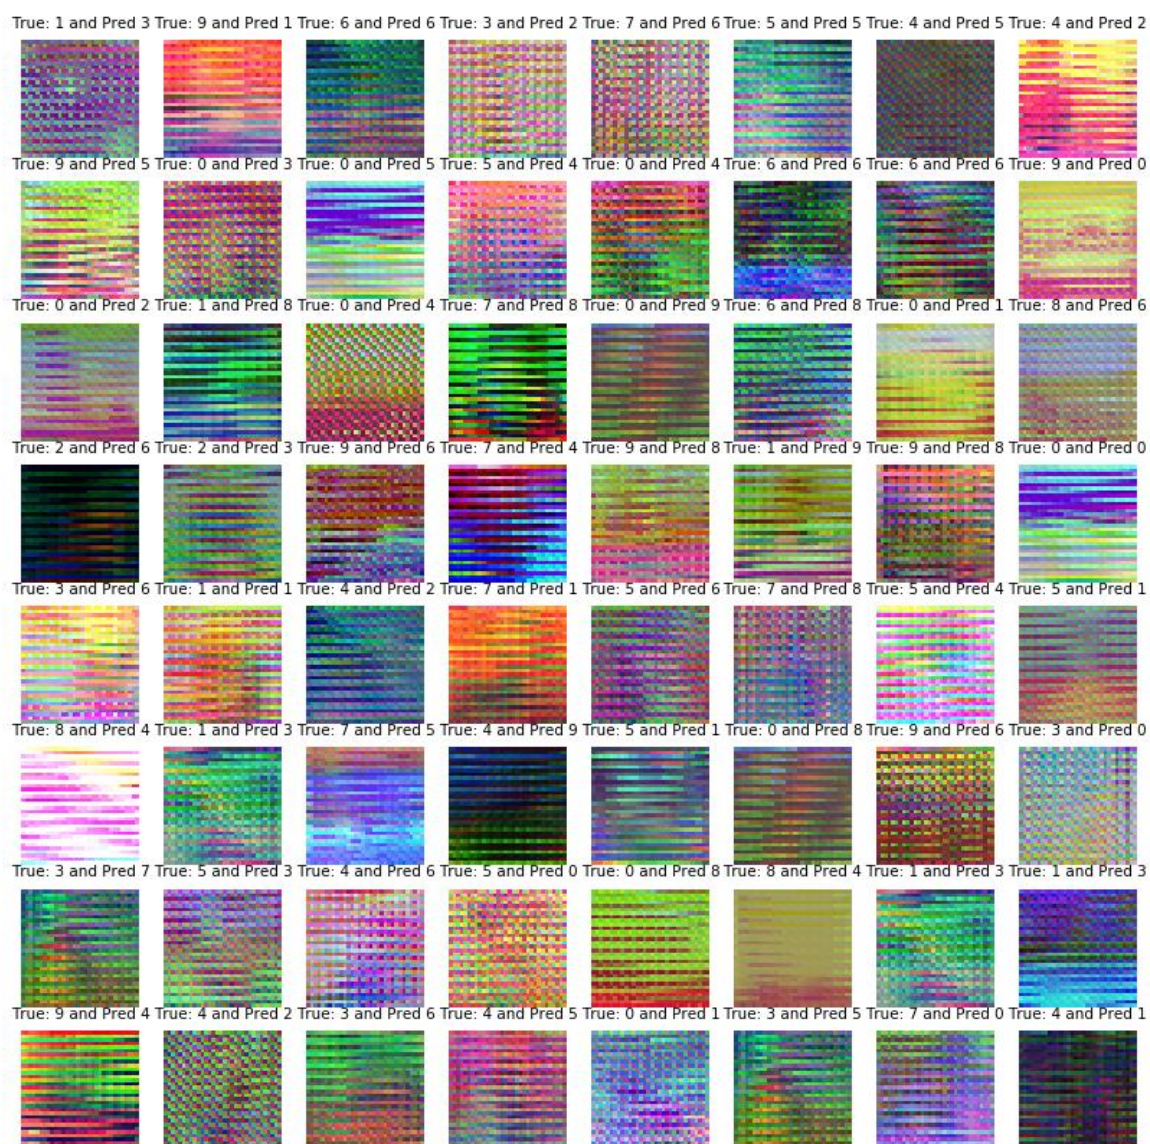 True: 1 and Pred 3 True: 9 and Pred 1 True: 6 and Pred 6 True: 3 and Pred 2 True: 7 and Pred 6 True: 5 and Pred 5 True: 4 and Pred 5 True: 4 and Pred 2
True: 9 and Pred 5 True: 0 and Pred 3 True: 0 and Pred 5 True: 5 and Pred 4 True: 0 and Pred 4 True: 6 and Pred 6 True: 6 and Pred 6 True: 9 and Pred 0
True: 0 and Pred 2 True: 1 and Pred 8 True: 0 and Pred 4 True: 7 and Pred 8 True: 0 and Pred 9 True: 6 and Pred 8 True: 0 and Pred 1 True: 8 and Pred 6
True: 2 and Pred 6 True: 2 and Pred 3 True: 9 and Pred 6 True: 7 and Pred 4 True: 9 and Pred 8 True: 1 and Pred 9 True: 9 and Pred 8 True: 0 and Pred 0
True: 3 and Pred 6 True: 1 and Pred 1 True: 4 and Pred 2 True: 7 and Pred 1 True: 5 and Pred 6 True: 7 and Pred 8 True: 5 and Pred 4 True: 5 and Pred 1
True: 8 and Pred 4 True: 1 and Pred 3 True: 7 and Pred 5 True: 4 and Pred 9 True: 5 and Pred 1 True: 0 and Pred 8 True: 9 and Pred 6 True: 3 and Pred 0
True: 3 and Pred 7 True: 5 and Pred 3 True: 4 and Pred 6 True: 5 and Pred 0 True: 0 and Pred 8 True: 8 and Pred 4 True: 1 and Pred 3 True: 1 and Pred 3
True: 9 and Pred 4 True: 4 and Pred 2 True: 3 and Pred 6 True: 4 and Pred 5 True: 0 and Pred 1 True: 3 and Pred 5 True: 7 and Pred 0 True: 4 and Pred 1